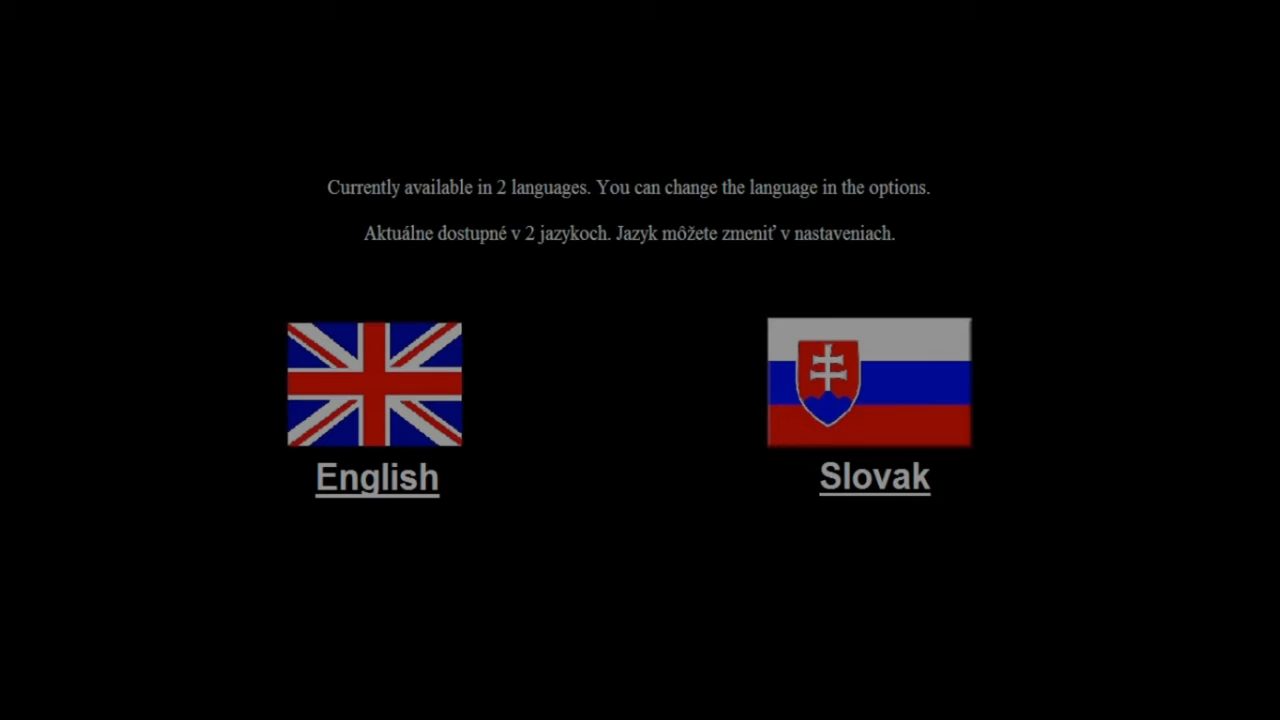 Currently available in 2 languages. You can change the language in the options.
Aktuálne dostupné v 2 jazykoch. Jazyk môžete zmeniť v nastaveniach.
English
Slovak